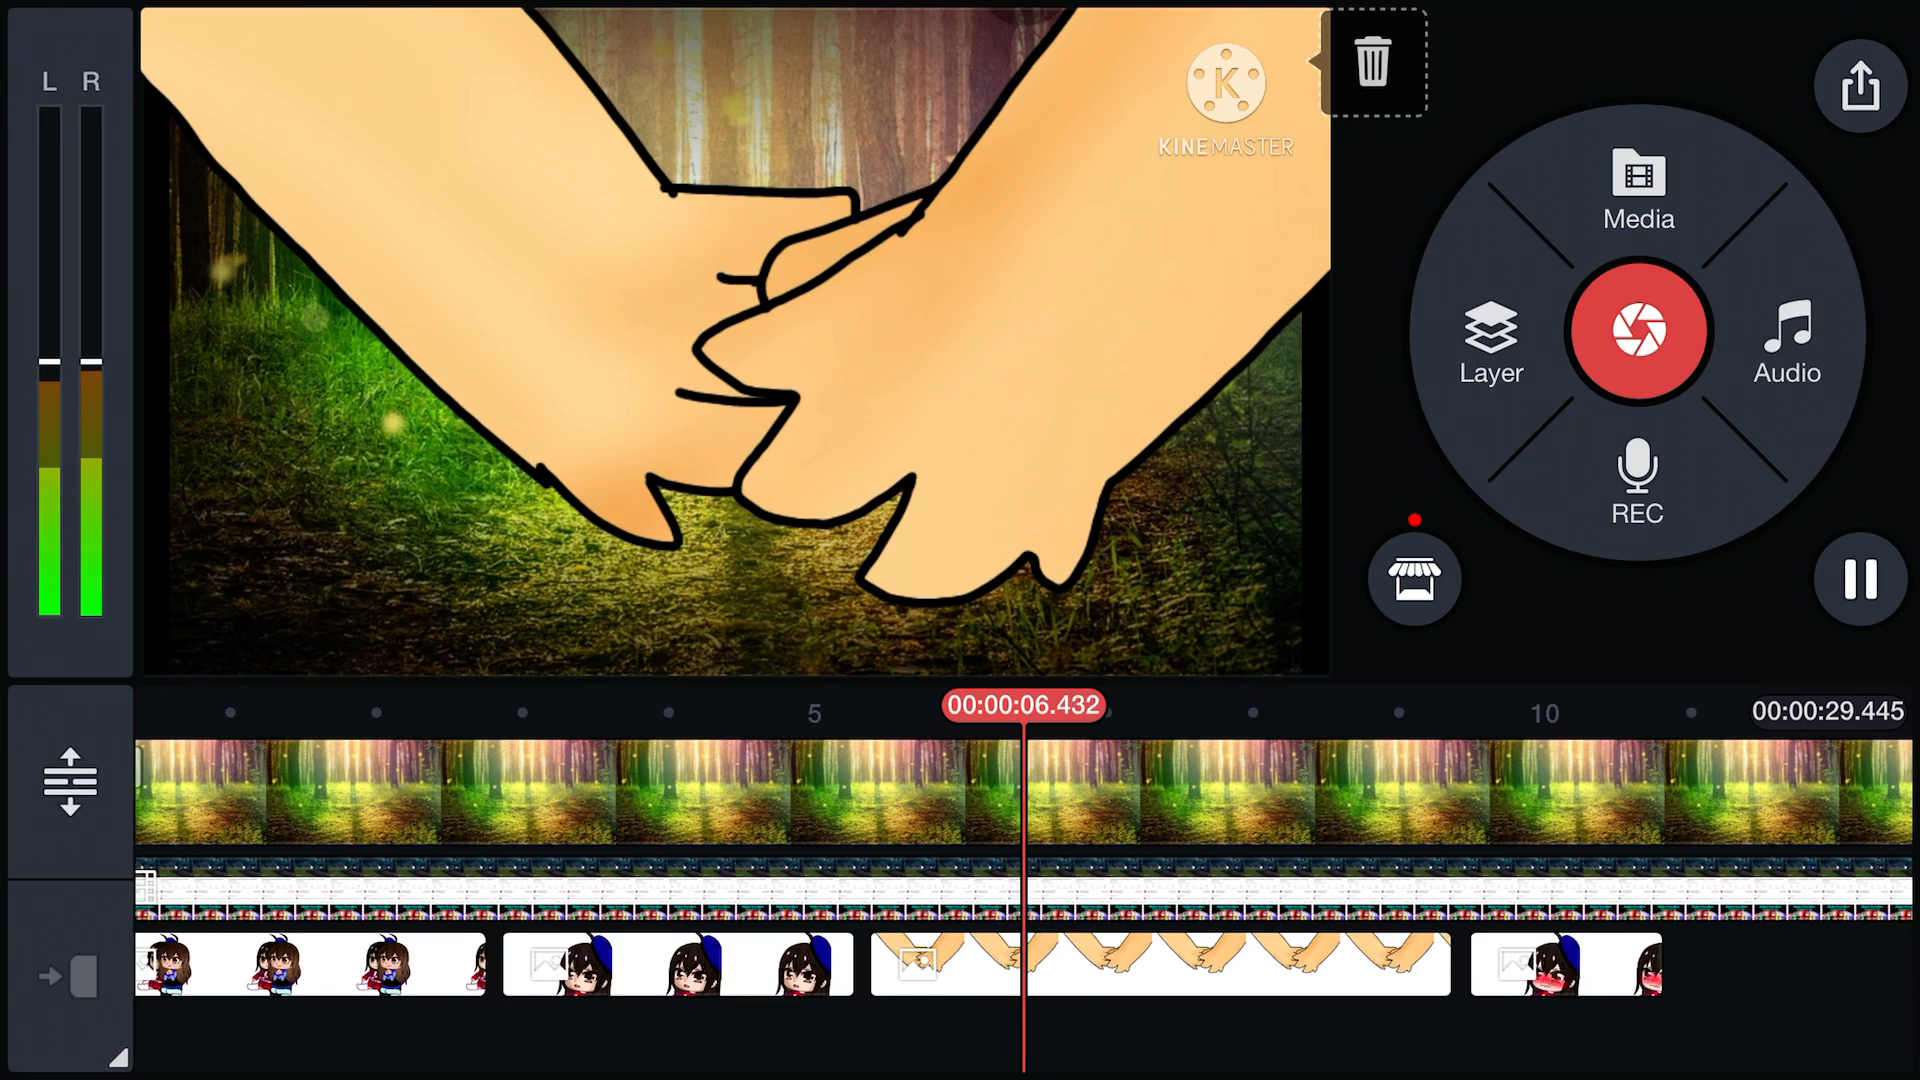 L R
KINEMASTER
Media
Layer
Audio
REC
5
00:00:06.432
10
00:00:29.445